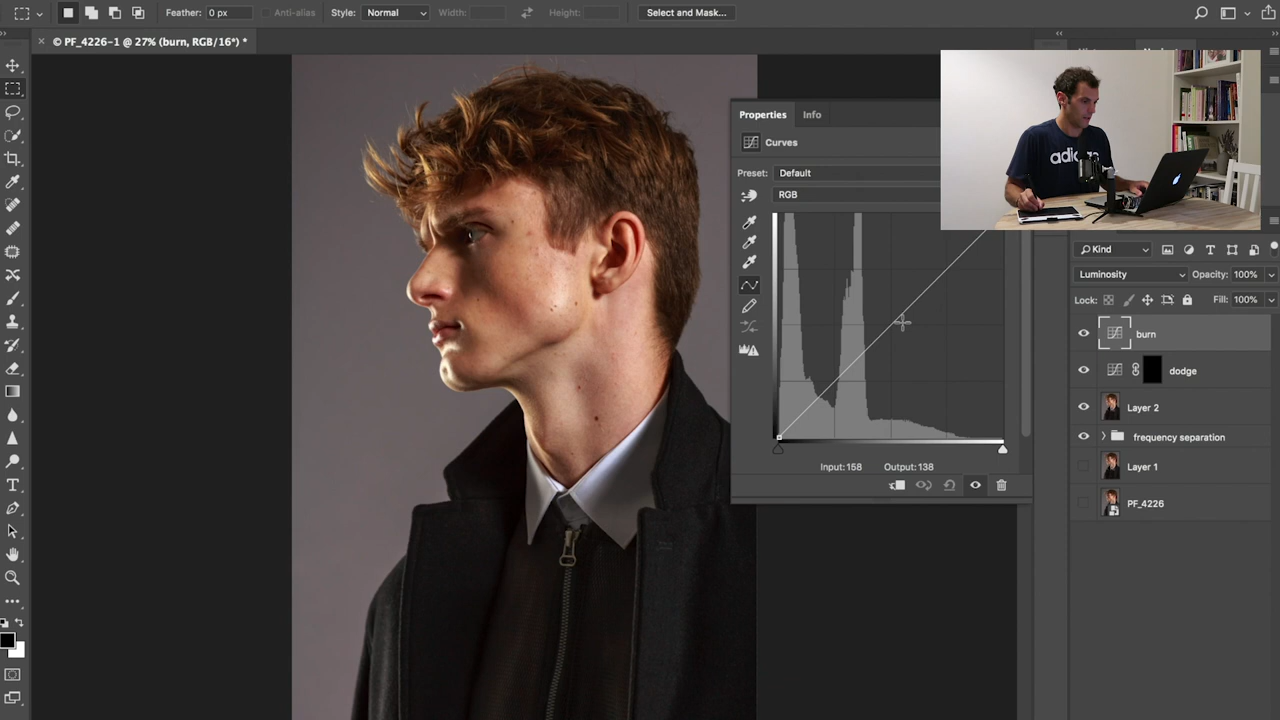 Feather: 0 px
Anti-alias
Style: Normal
Width:
Height:
Select and Mask...
© PF_4226-1 @ 27% (burn, RGB/16*) *
adidas
Properties
Info
Curves
Preset: Default
RGB
Input:158
Output:138
Kind
Luminosity
Opacity: 100%
Lock:
Fill: 100%
burn
dodge
Layer 2
frequency separation
Layer 1
PF_4226